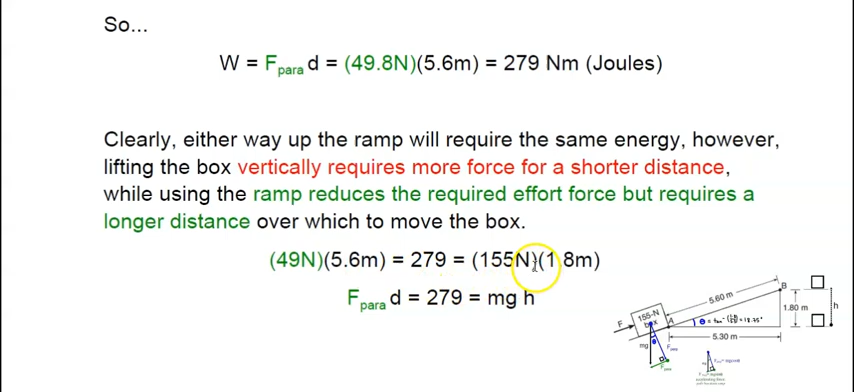 So...
W = Fpara d = (49.8N)(5.6m) = 279 Nm (Joules)
Clearly, either way up the ramp will require the same energy, however,
lifting the box vertically requires more force for a shorter distance,
while using the ramp reduces the required effort force but requires a
longer distance over which to move the box.
(49N)(5.6m) = 279 = (155N)(1.8m)
Fpara d = 279 = mg h
5.60 m
B
1.80 m
h
155-N
box
F
A
5.30 m
mg
θ